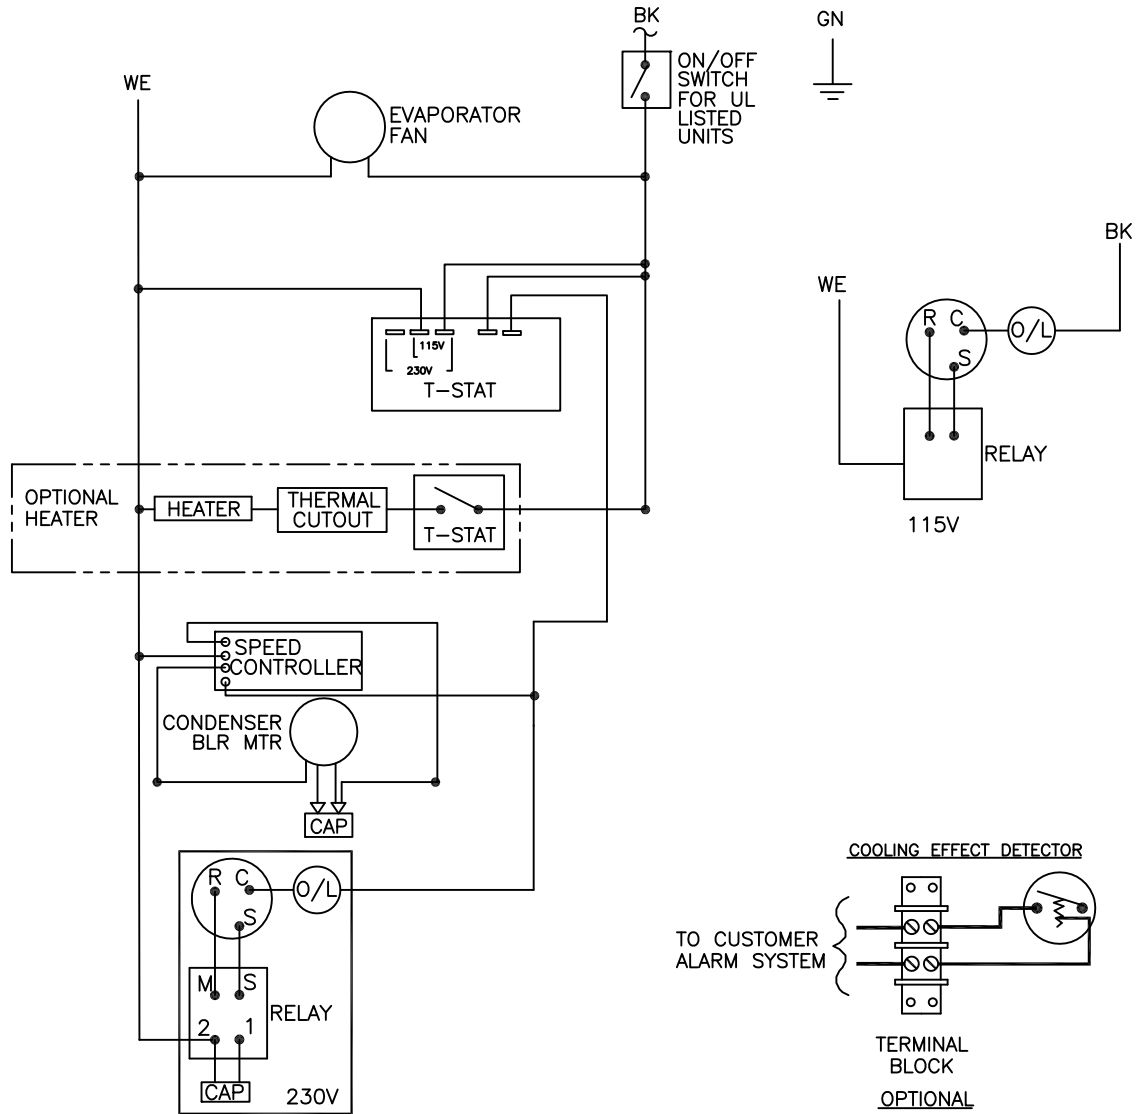 BK
GN
WE
ON/OFF
SWITCH
FOR UL
LISTED
UNITS
EVAPORATOR
FAN
115V
230V
T-STAT
BK
WE
R C
O/L
S
RELAY
115V
OPTIONAL
HEATER
HEATER
THERMAL
CUTOUT
T-STAT
SPEED
CONTROLLER
CONDENSER
BLR MTR
CAP
R C
O/L
S
M S
RELAY
2 1
CAP
230V
COOLING EFFECT DETECTOR
TO CUSTOMER
ALARM SYSTEM
TERMINAL
BLOCK
OPTIONAL